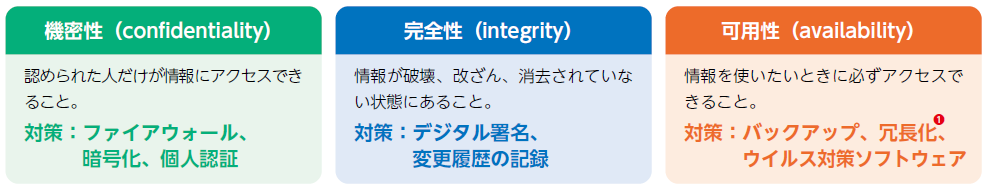 機密性（confidentiality）
認められた人だけが情報にアクセスでき
ること。
対策：ファイアウォール、
暗号化、個人認証
完全性（integrity）
情報が破壊、改ざん、消去されていな
い状態にあること。
対策：デジタル署名、
変更履歴の記録
可用性（availability）
情報を使いたいときに必ずアクセスで
きること。
対策：バックアップ、冗長化、❶
ウイルス対策ソフトウェア